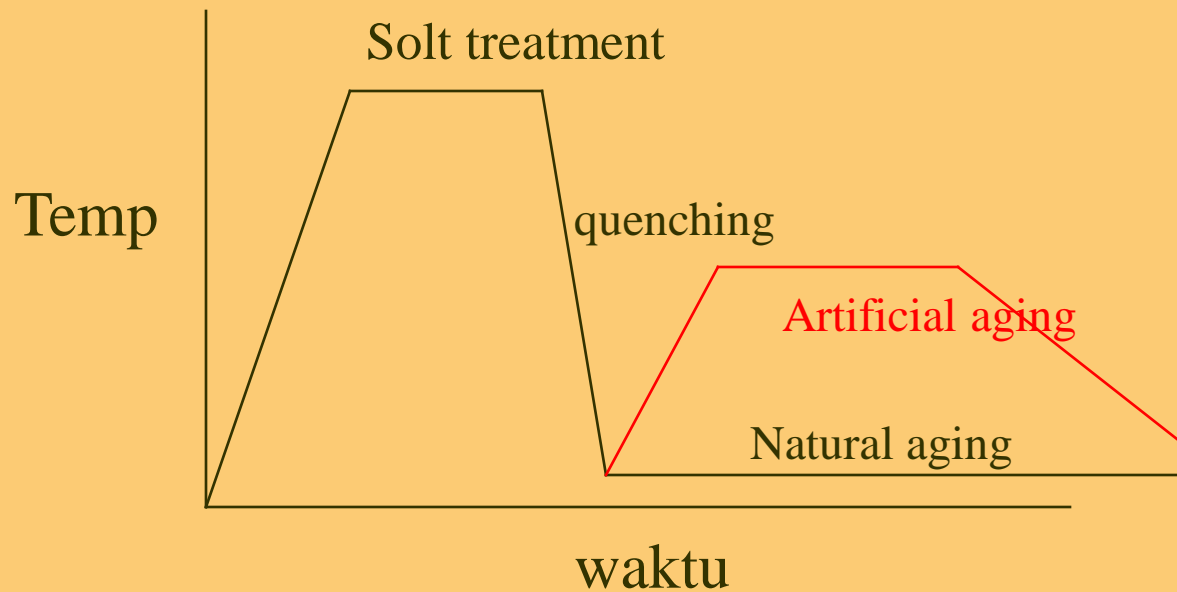 Solt treatment
Temp
quenching
Artificial aging
Natural aging
waktu